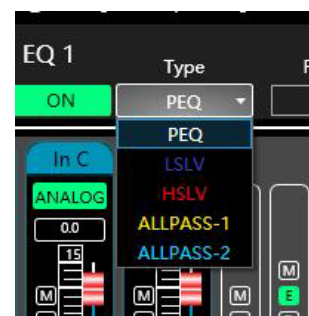 EQ 1
Type
ON
PEQ
PEQ
LSLV
HSLV
ALLPASS-1
ALLPASS-2
In C
ANALOG
0.0
15
M
M
M
M
E